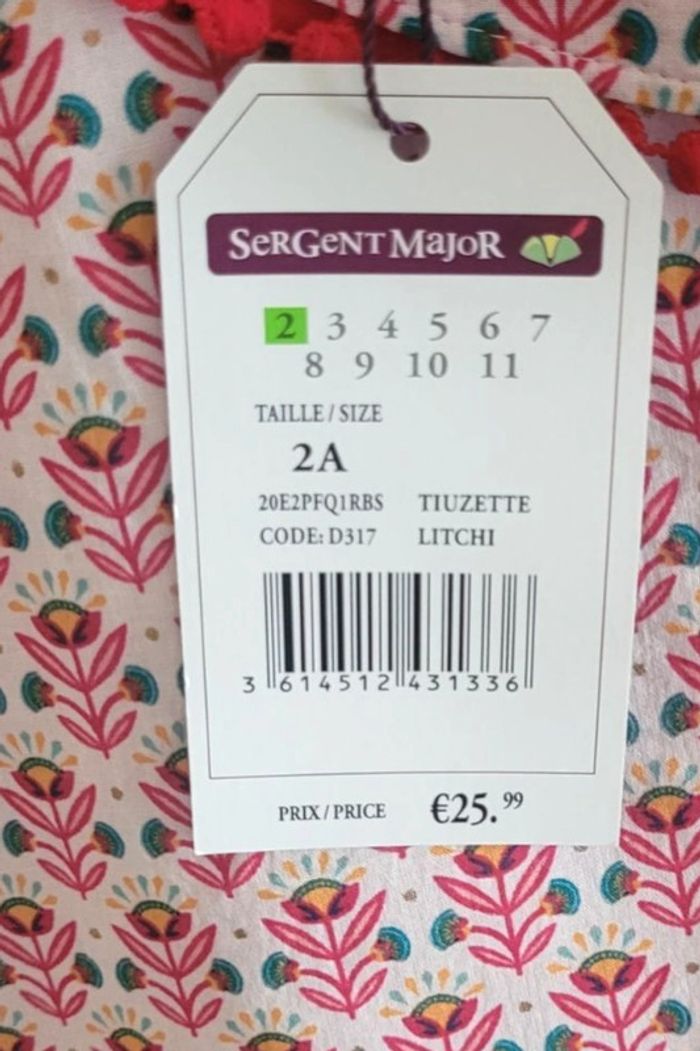 SERGENT MAJOR
2 3 4 5 6 7
8 9 10 11
TAILLE / SIZE
2A
20E2PFQ1RBS TIUZETTE
CODE: D317 LITCHI
3 614512 431336
PRIX / PRICE €25.99